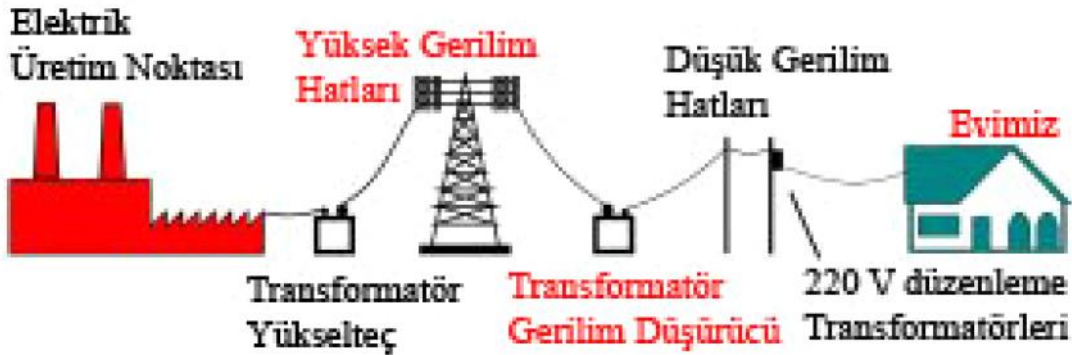 Elektrik
Üretim Noktası
Yüksek Gerilim
Hatları
Düşük Gerilim
Hatları
Evimiz
Transformatör
Yükselteç
Transformatör
Gerilim Düşürücü
220 V düzenleme
Transformatörleri